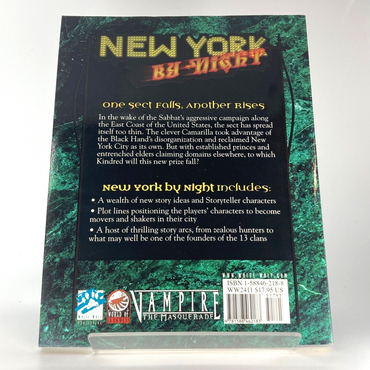 NEW YORK
BY NIGHT
One Sect Falls, Another Rises
In the wake of the Sabbat's aggressive campaign along
the East Coast of the United States, the sect has spread
itself too thin. The clever Camarilla took advantage of
the Black Hand's disorganization and reclaimed New
York City as its own. But with established princes and
entrenched elders claiming domains elsewhere, to which
Kindred will this new prize fall?
New York by Night Includes:
• A wealth of new story ideas and Storyteller characters
• Plot lines positioning the players' characters to become
movers and shakers in their city
• A host of thrilling story arcs, from zealous hunters to
what may well be one of the founders of the 13 clans
WORLD OF
VAMPIRE
THE MASQUERADE
WWW.WHITE-WOLF.COM
ISBN 1-58846-218-8
WW2411 $17.95 US